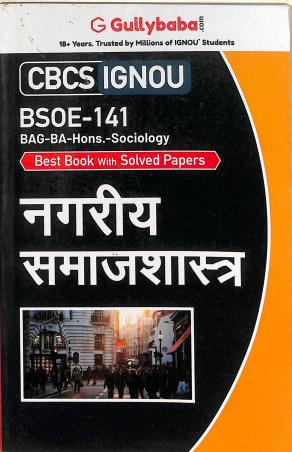 Gullybaba.com
18+ Years. Trusted by Millions of IGNOU* Students
CBCS IGNOU
BSOE-141
BAG-BA-Hons.-Sociology
Best Book With Solved Papers
नगरीय
समाजशास्त्र